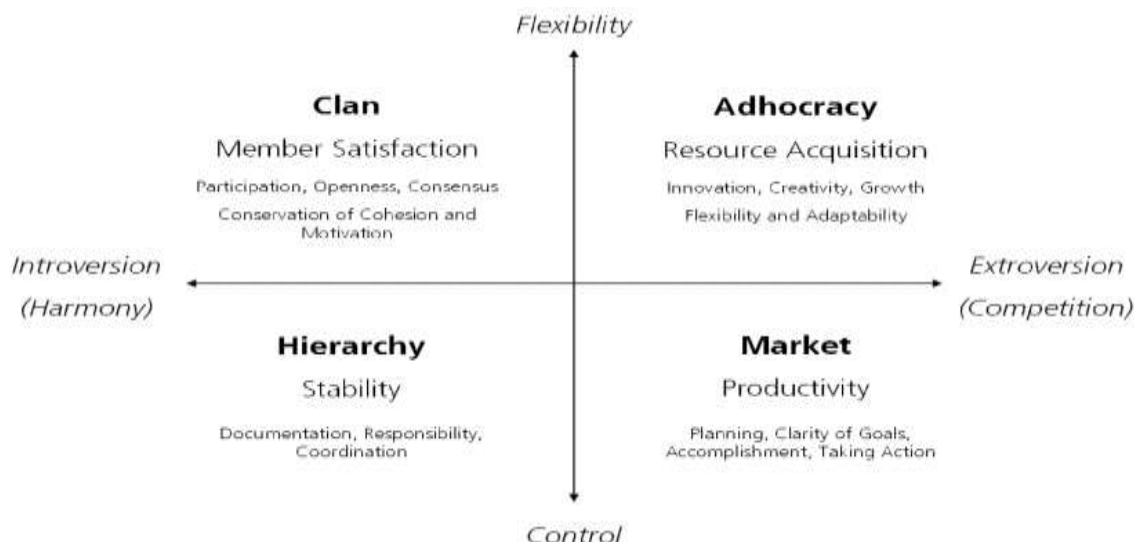 Flexibility
Clan
Member Satisfaction
Participation, Openness, Consensus
Conservation of Cohesion and
Motivation
Adhocracy
Resource Acquisition
Innovation, Creativity, Growth
Flexibility and Adaptability
Introversion
(Harmony)
Extroversion
(Competition)
Hierarchy
Stability
Documentation, Responsibility,
Coordination
Market
Productivity
Planning, Clarity of Goals,
Accomplishment, Taking Action
Control